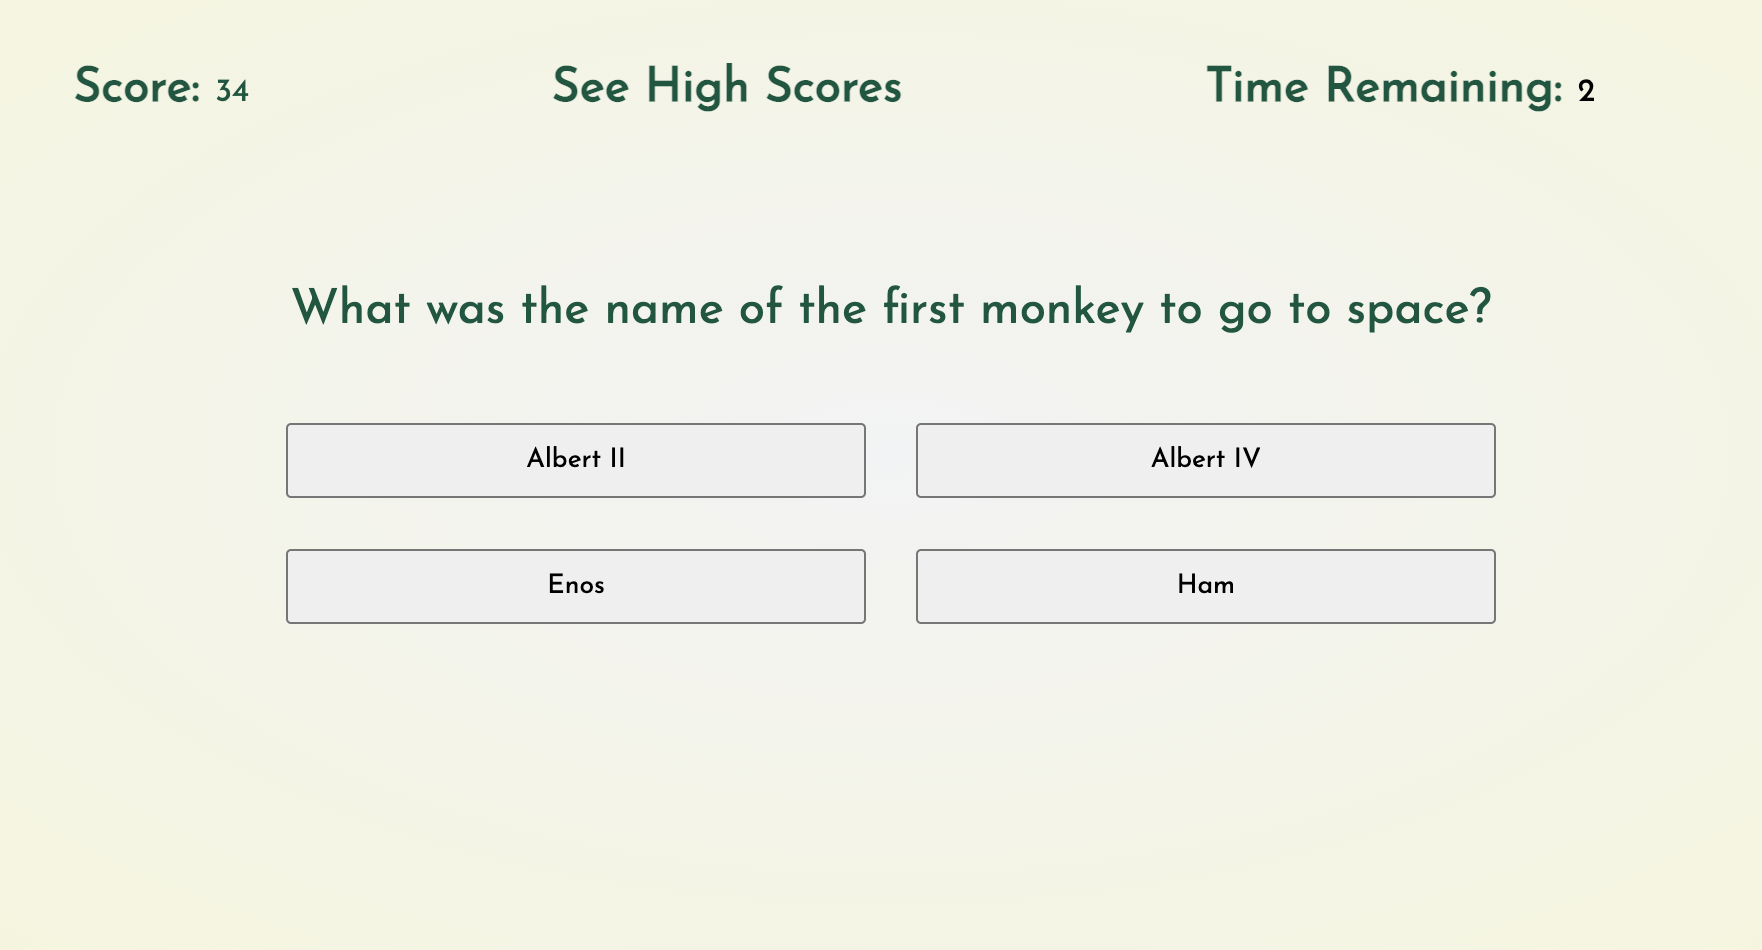 Score: 34
See High Scores
Time Remaining: 2
What was the name of the first monkey to go to space?
Albert II
Albert IV
Enos
Ham